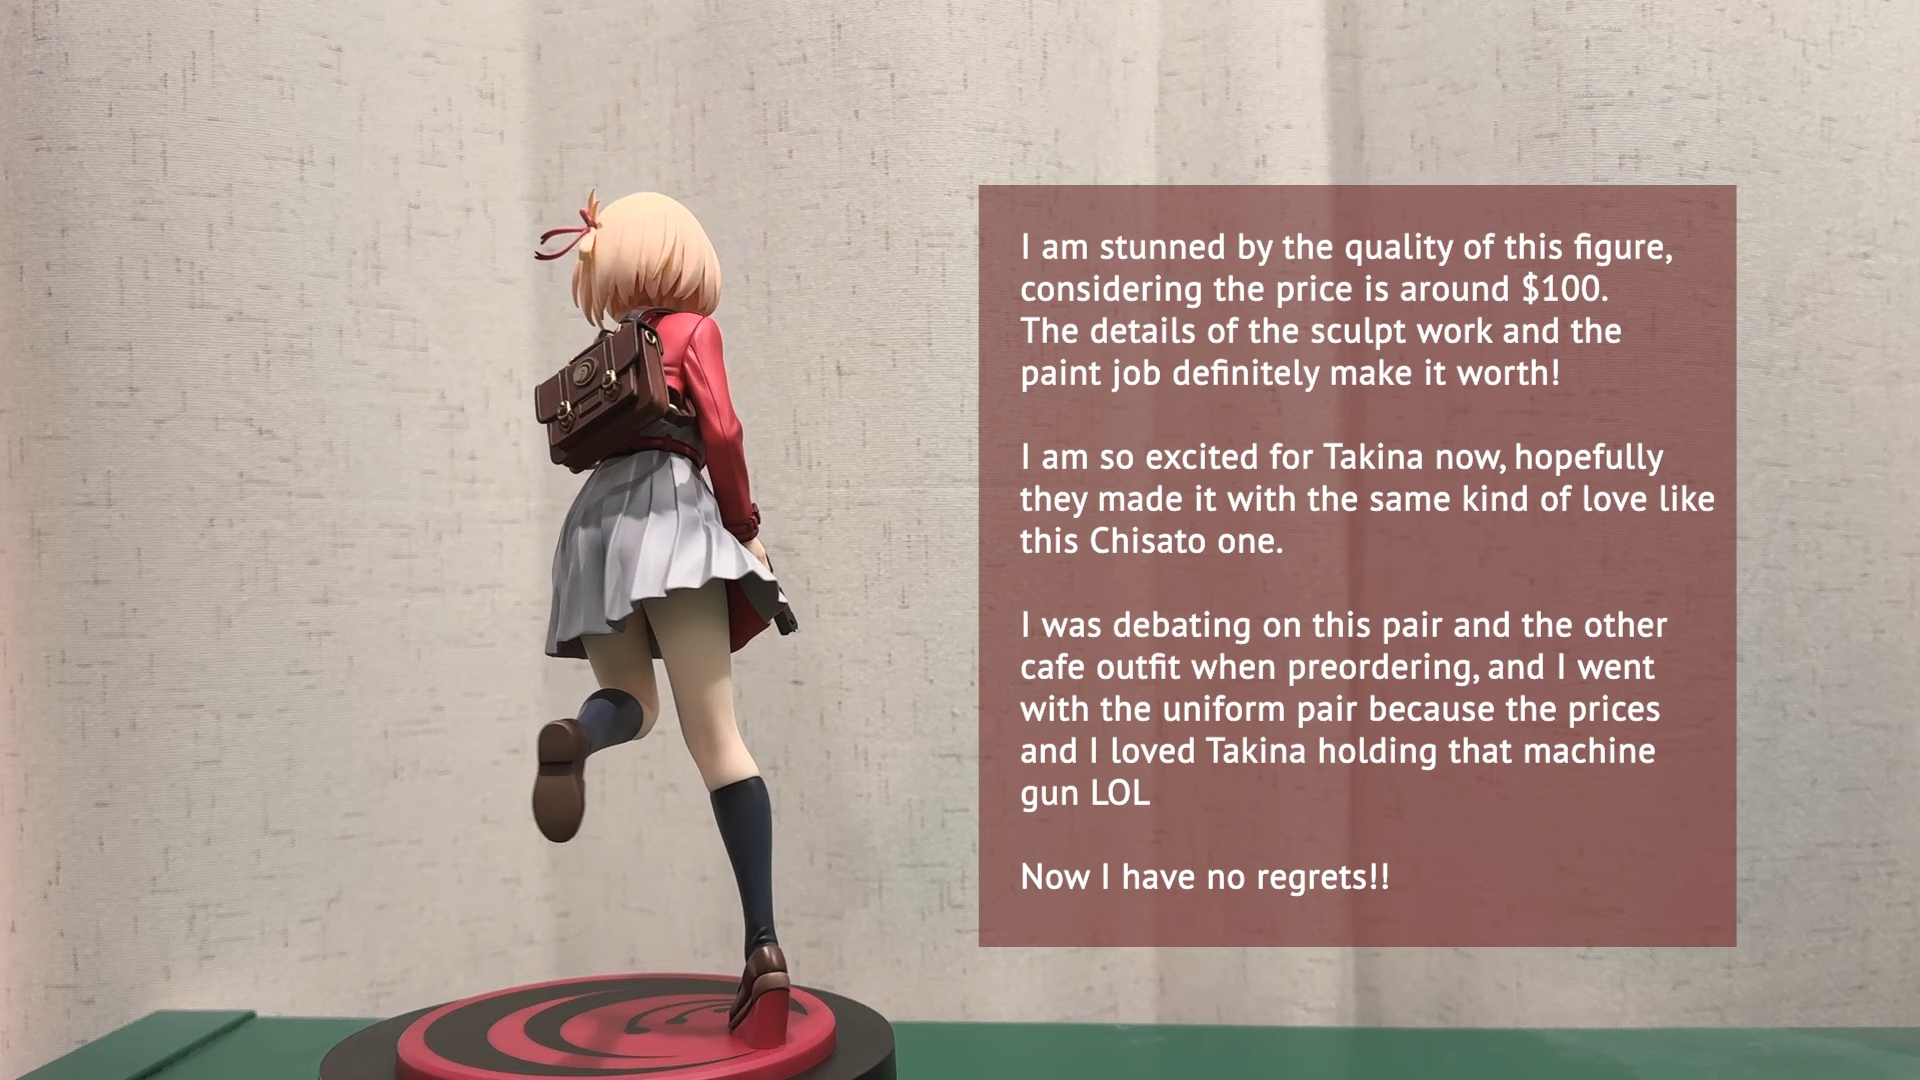 I am stunned by the quality of this figure,
considering the price is around $100.
The details of the sculpt work and the
paint job definitely make it worth!
I am so excited for Takina now, hopefully
they made it with the same kind of love like
this Chisato one.
I was debating on this pair and the other
cafe outfit when preordering, and I went
with the uniform pair because the prices
and I loved Takina holding that machine
gun LOL
Now I have no regrets!!